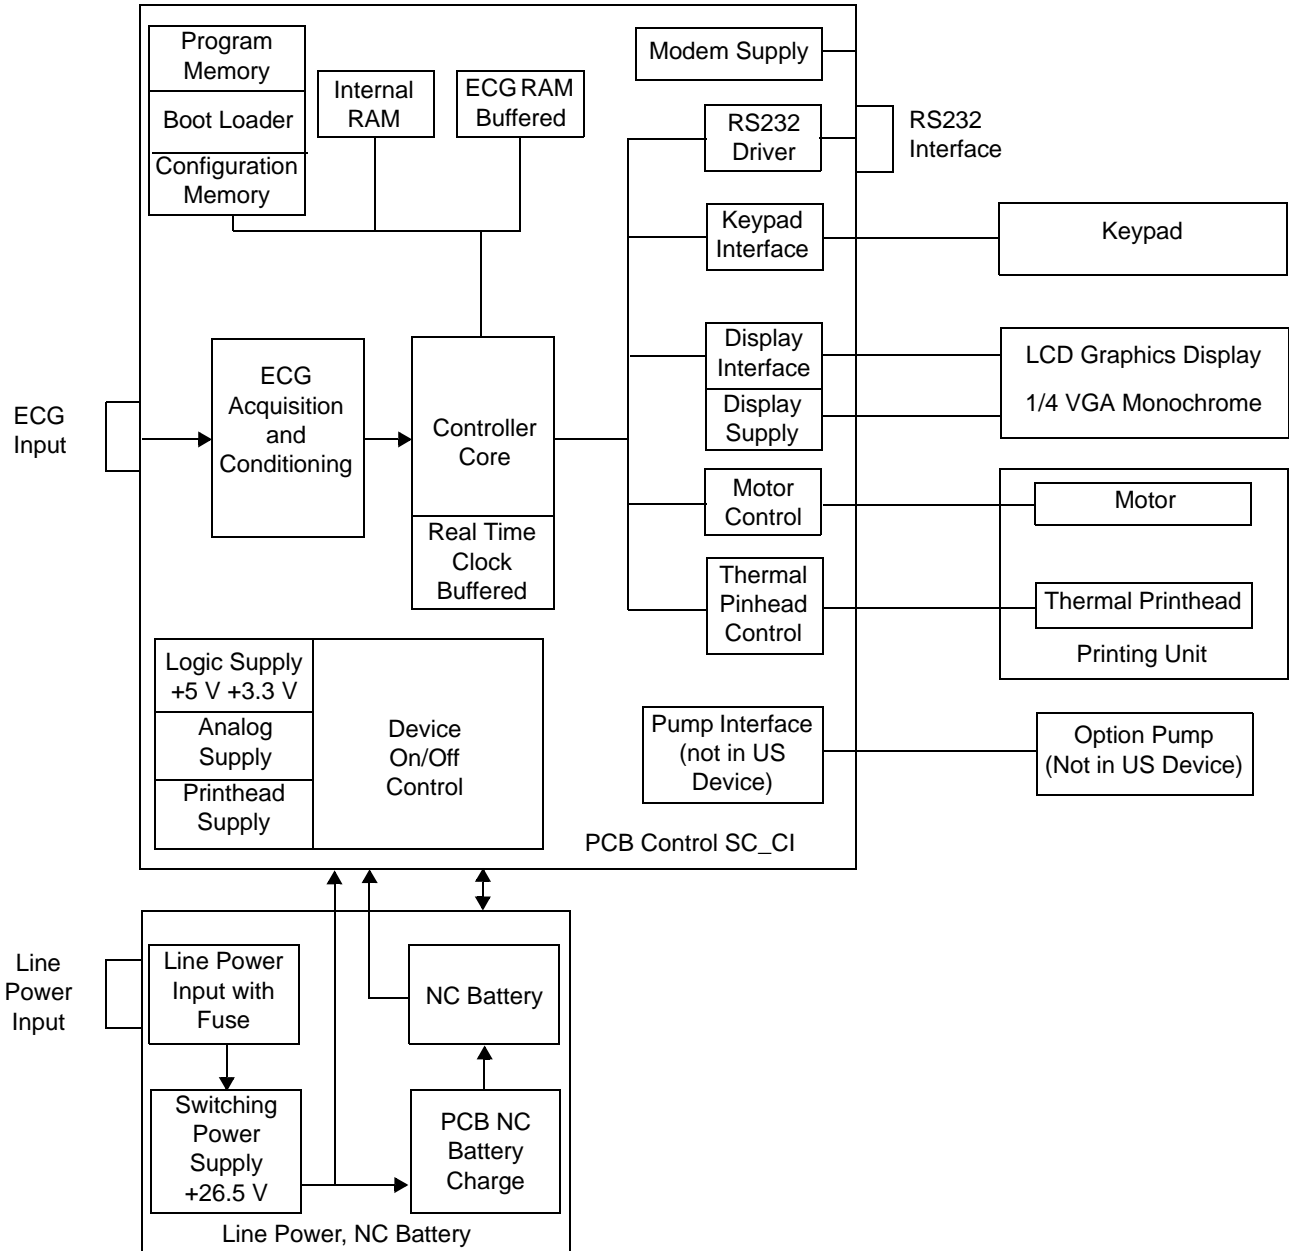 Program
Memory
Boot Loader
Configuration
Memory
Internal
RAM
ECG RAM
Buffered
Modem Supply
RS232
Driver
RS232
Interface
Keypad
Interface
Keypad
Display
Interface
Display
Supply
LCD Graphics Display
1/4 VGA Monochrome
ECG
Input
ECG
Acquisition
and
Conditioning
Controller
Core
Real Time
Clock
Buffered
Motor
Control
Motor
Thermal
Pinhead
Control
Thermal Printhead
Printing Unit
Logic Supply
+5 V +3.3 V
Analog
Supply
Printhead
Supply
Device
On/Off
Control
Pump Interface
(not in US
Device)
Option Pump
(Not in US Device)
PCB Control SC_CI
Line
Power
Input
Line Power
Input with
Fuse
NC Battery
Switching
Power
Supply
+26.5 V
PCB NC
Battery
Charge
Line Power, NC Battery